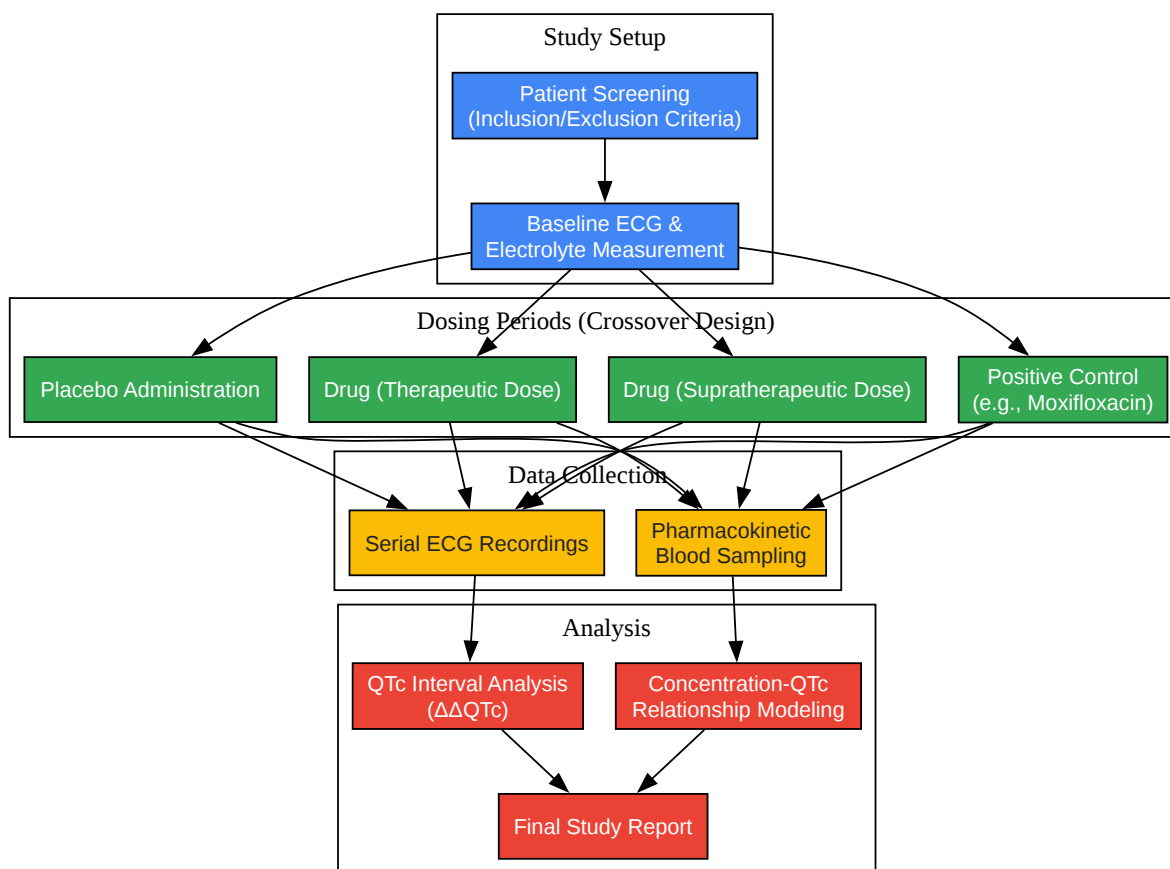 Study Setup
Patient Screening
(Inclusion/Exclusion Criteria)
Baseline ECG &
Electrolyte Measurement
Dosing Periods (Crossover Design)
Placebo Administration
Drug (Therapeutic Dose)
Drug (Supratherapeutic Dose)
Positive Control
(e.g., Moxifloxacin)
Data Collection
Serial ECG Recordings
Pharmacokinetic
Blood Sampling
Analysis
QTc Interval Analysis
(ΔΔQTc)
Concentration-QTc
Relationship Modeling
Final Study Report